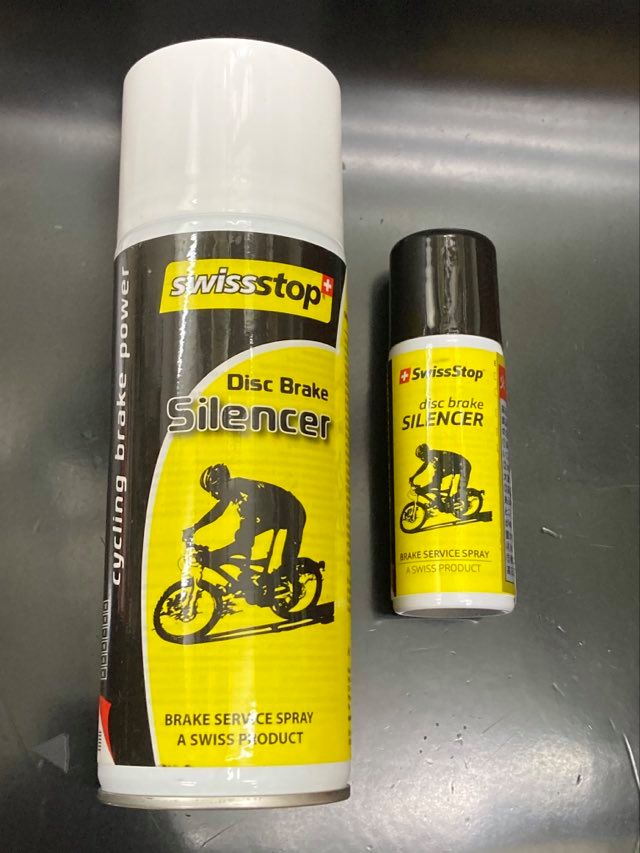 swissstop
Disc Brake
Silencer
cycling brake power
BRAKE SERVICE SPRAY
A SWISS PRODUCT
SwissStop
disc brake
SILENCER
BRAKE SERVICE SPRAY
A SWISS PRODUCT